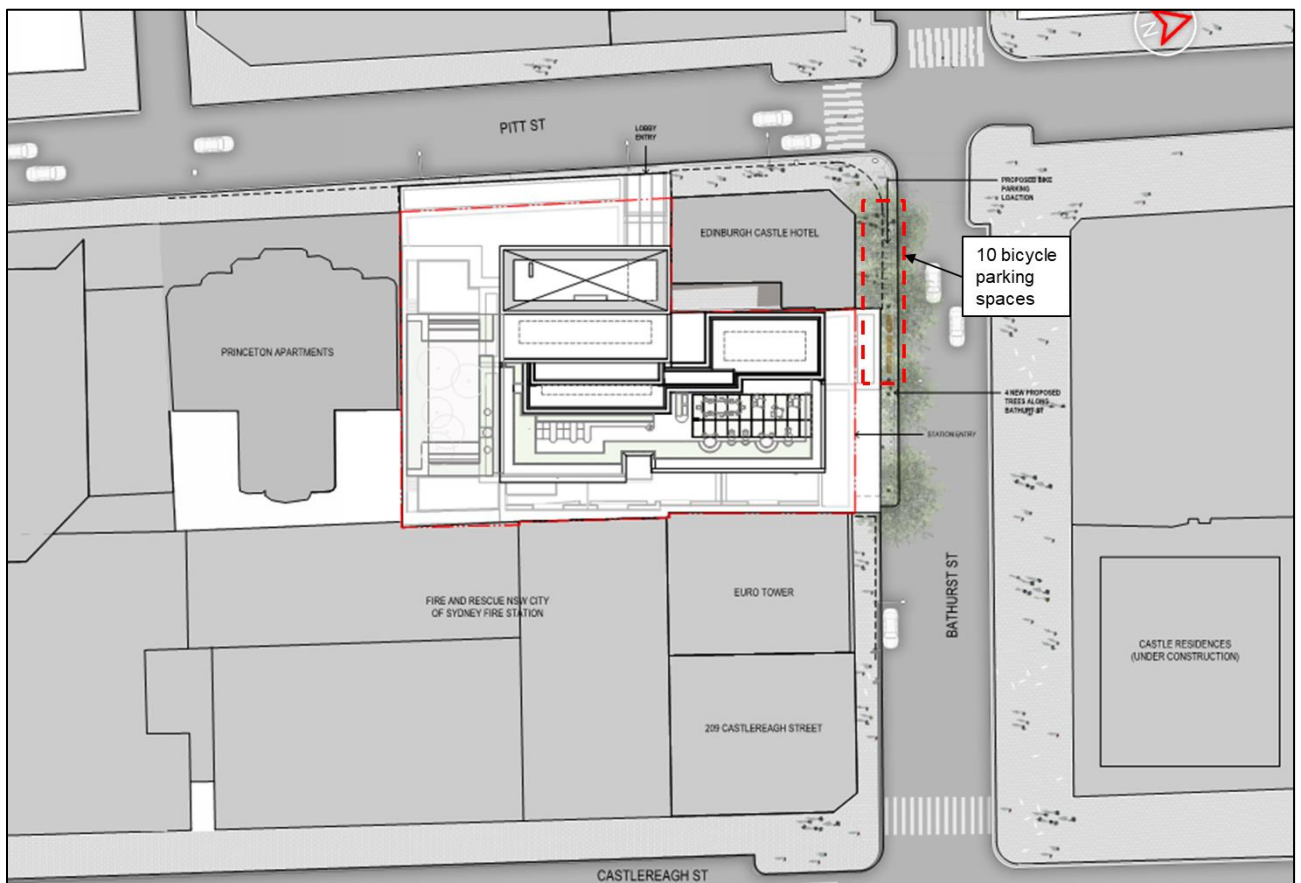 N
PITT ST
LOBBY
ENTRY
PROPOSED BIKE
PARKING
LOACTION
EDINBURGH CASTLE HOTEL
10 bicycle
parking
spaces
PRINCETON APARTMENTS
4 NEW PROPOSED
TREES ALONG
BATHURST ST
STATION ENTRY
FIRE AND RESCUE NSW CITY
OF SYDNEY FIRE STATION
EURO TOWER
BATHURST ST
CASTLE RESIDENCES
(UNDER CONSTRUCTION)
209 CASTLEREAGH STREET
CASTLEREAGH ST